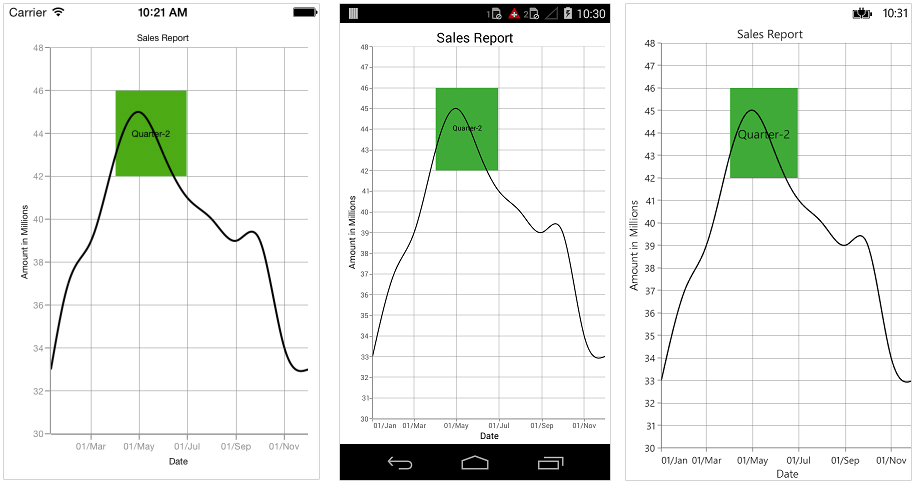 Carrier 10:21 AM
Sales Report
48
46
44
42
40
38
36
34
32
30
Amount in Millions
Quarter-2
01/Mar 01/May 01/Jul 01/Sep 01/Nov
Date
1 2 10:30
Sales Report
48
47
46
45
44
43
42
41
40
39
38
37
36
35
34
33
32
31
30
Amount in Millions
Quarter-2
01/Jan 01/Mar 01/May 01/Jul 01/Sep 01/Nov
Date
10:31
Sales Report
48
47
46
45
44
43
42
41
40
39
38
37
36
35
34
33
32
31
30
Amount in Millions
Quarter-2
01/Jan 01/Mar 01/May 01/Jul 01/Sep 01/Nov
Date